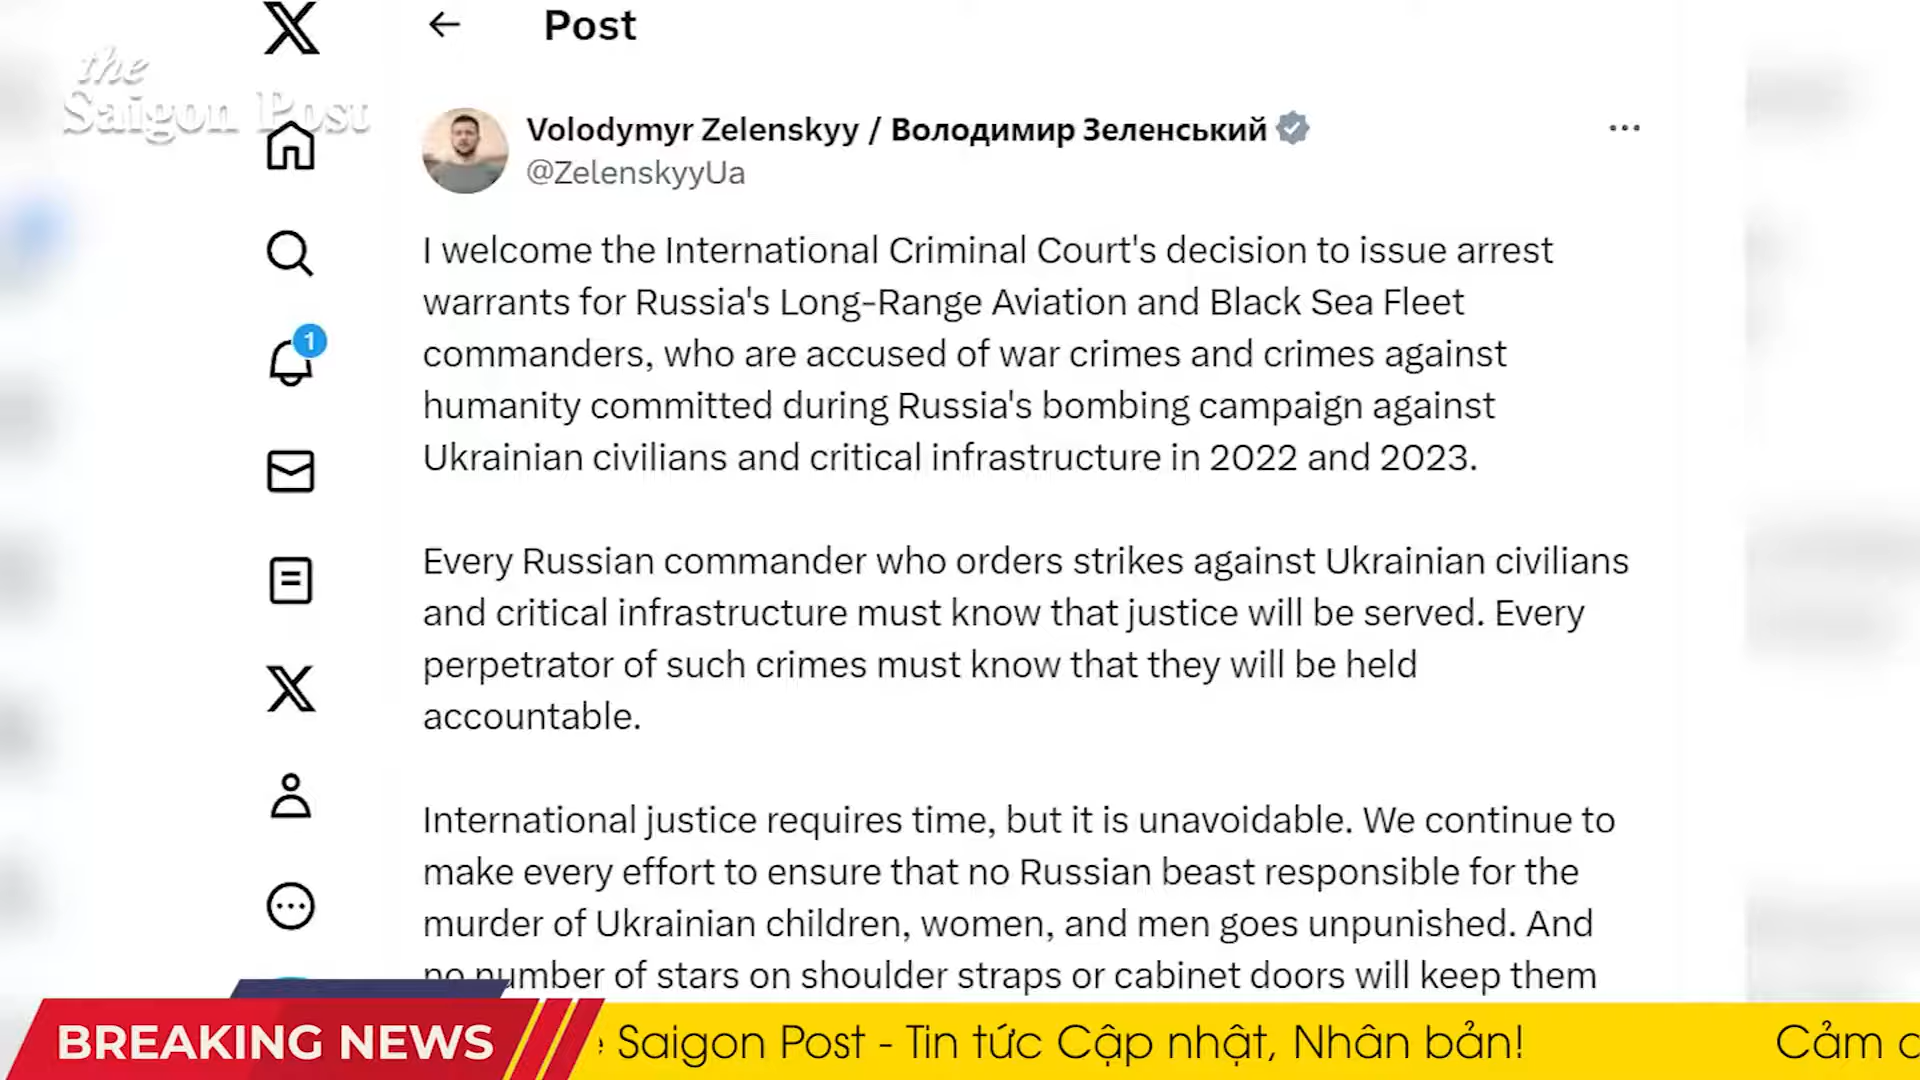 the
Saigon Post
Post
Volodymyr Zelenskyy / Володимир Зеленський
@ZelenskyyUa
1
I welcome the International Criminal Court's decision to issue arrest
warrants for Russia's Long-Range Aviation and Black Sea Fleet
commanders, who are accused of war crimes and crimes against
humanity committed during Russia's bombing campaign against
Ukrainian civilians and critical infrastructure in 2022 and 2023.
Every Russian commander who orders strikes against Ukrainian civilians
and critical infrastructure must know that justice will be served. Every
perpetrator of such crimes must know that they will be held
accountable.
International justice requires time, but it is unavoidable. We continue to
make every effort to ensure that no Russian beast responsible for the
murder of Ukrainian children, women, and men goes unpunished. And
no number of stars on shoulder straps or cabinet doors will keep them
BREAKING NEWS
Saigon Post - Tin tức Cập nhật, Nhân bản!
Cảm